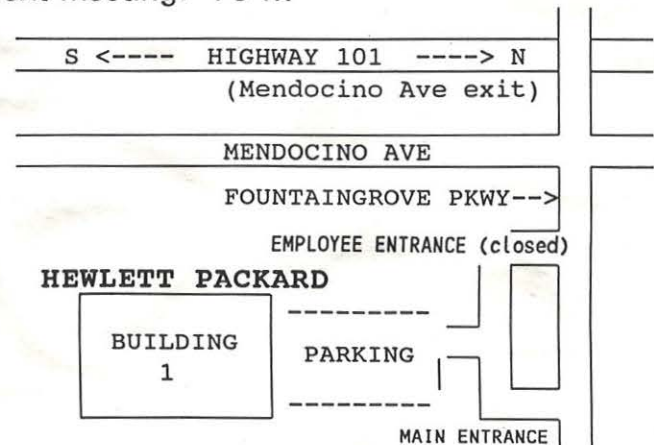 S <---- HIGHWAY 101 ----> N
(Mendocino Ave exit)
MENDOCINO AVE
FOUNTAINGROVE PKWY-->
EMPLOYEE ENTRANCE (closed)
HEWLETT PACKARD
BUILDING
1
PARKING
MAIN ENTRANCE